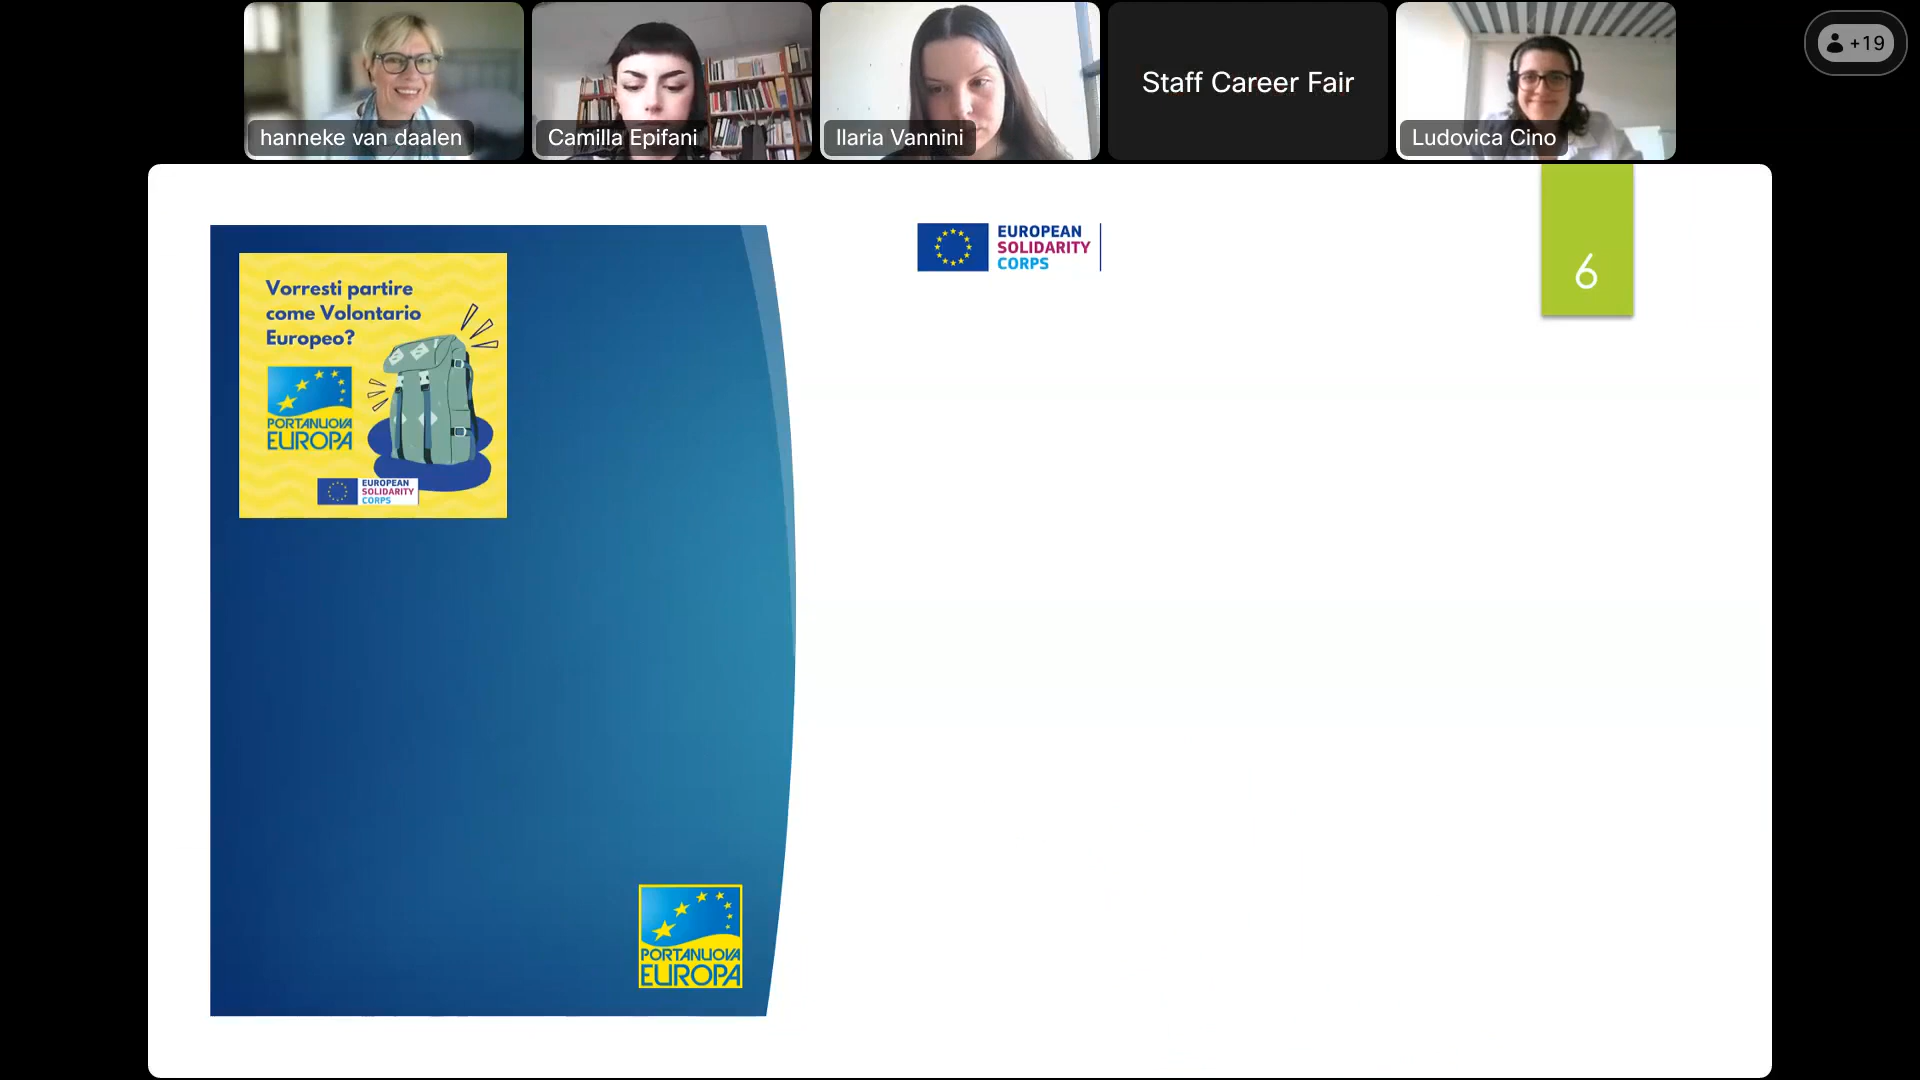 hanneke van daalen
Camilla Epifani
Ilaria Vannini
Staff Career Fair
Ludovica Cino
+19
EUROPEAN
SOLIDARITY
CORPS
6
Vorresti partire
come Volontario
Europeo?
PORTANUOVA
EUROPA
EUROPEAN
SOLIDARITY
CORPS
PORTANUOVA
EUROPA